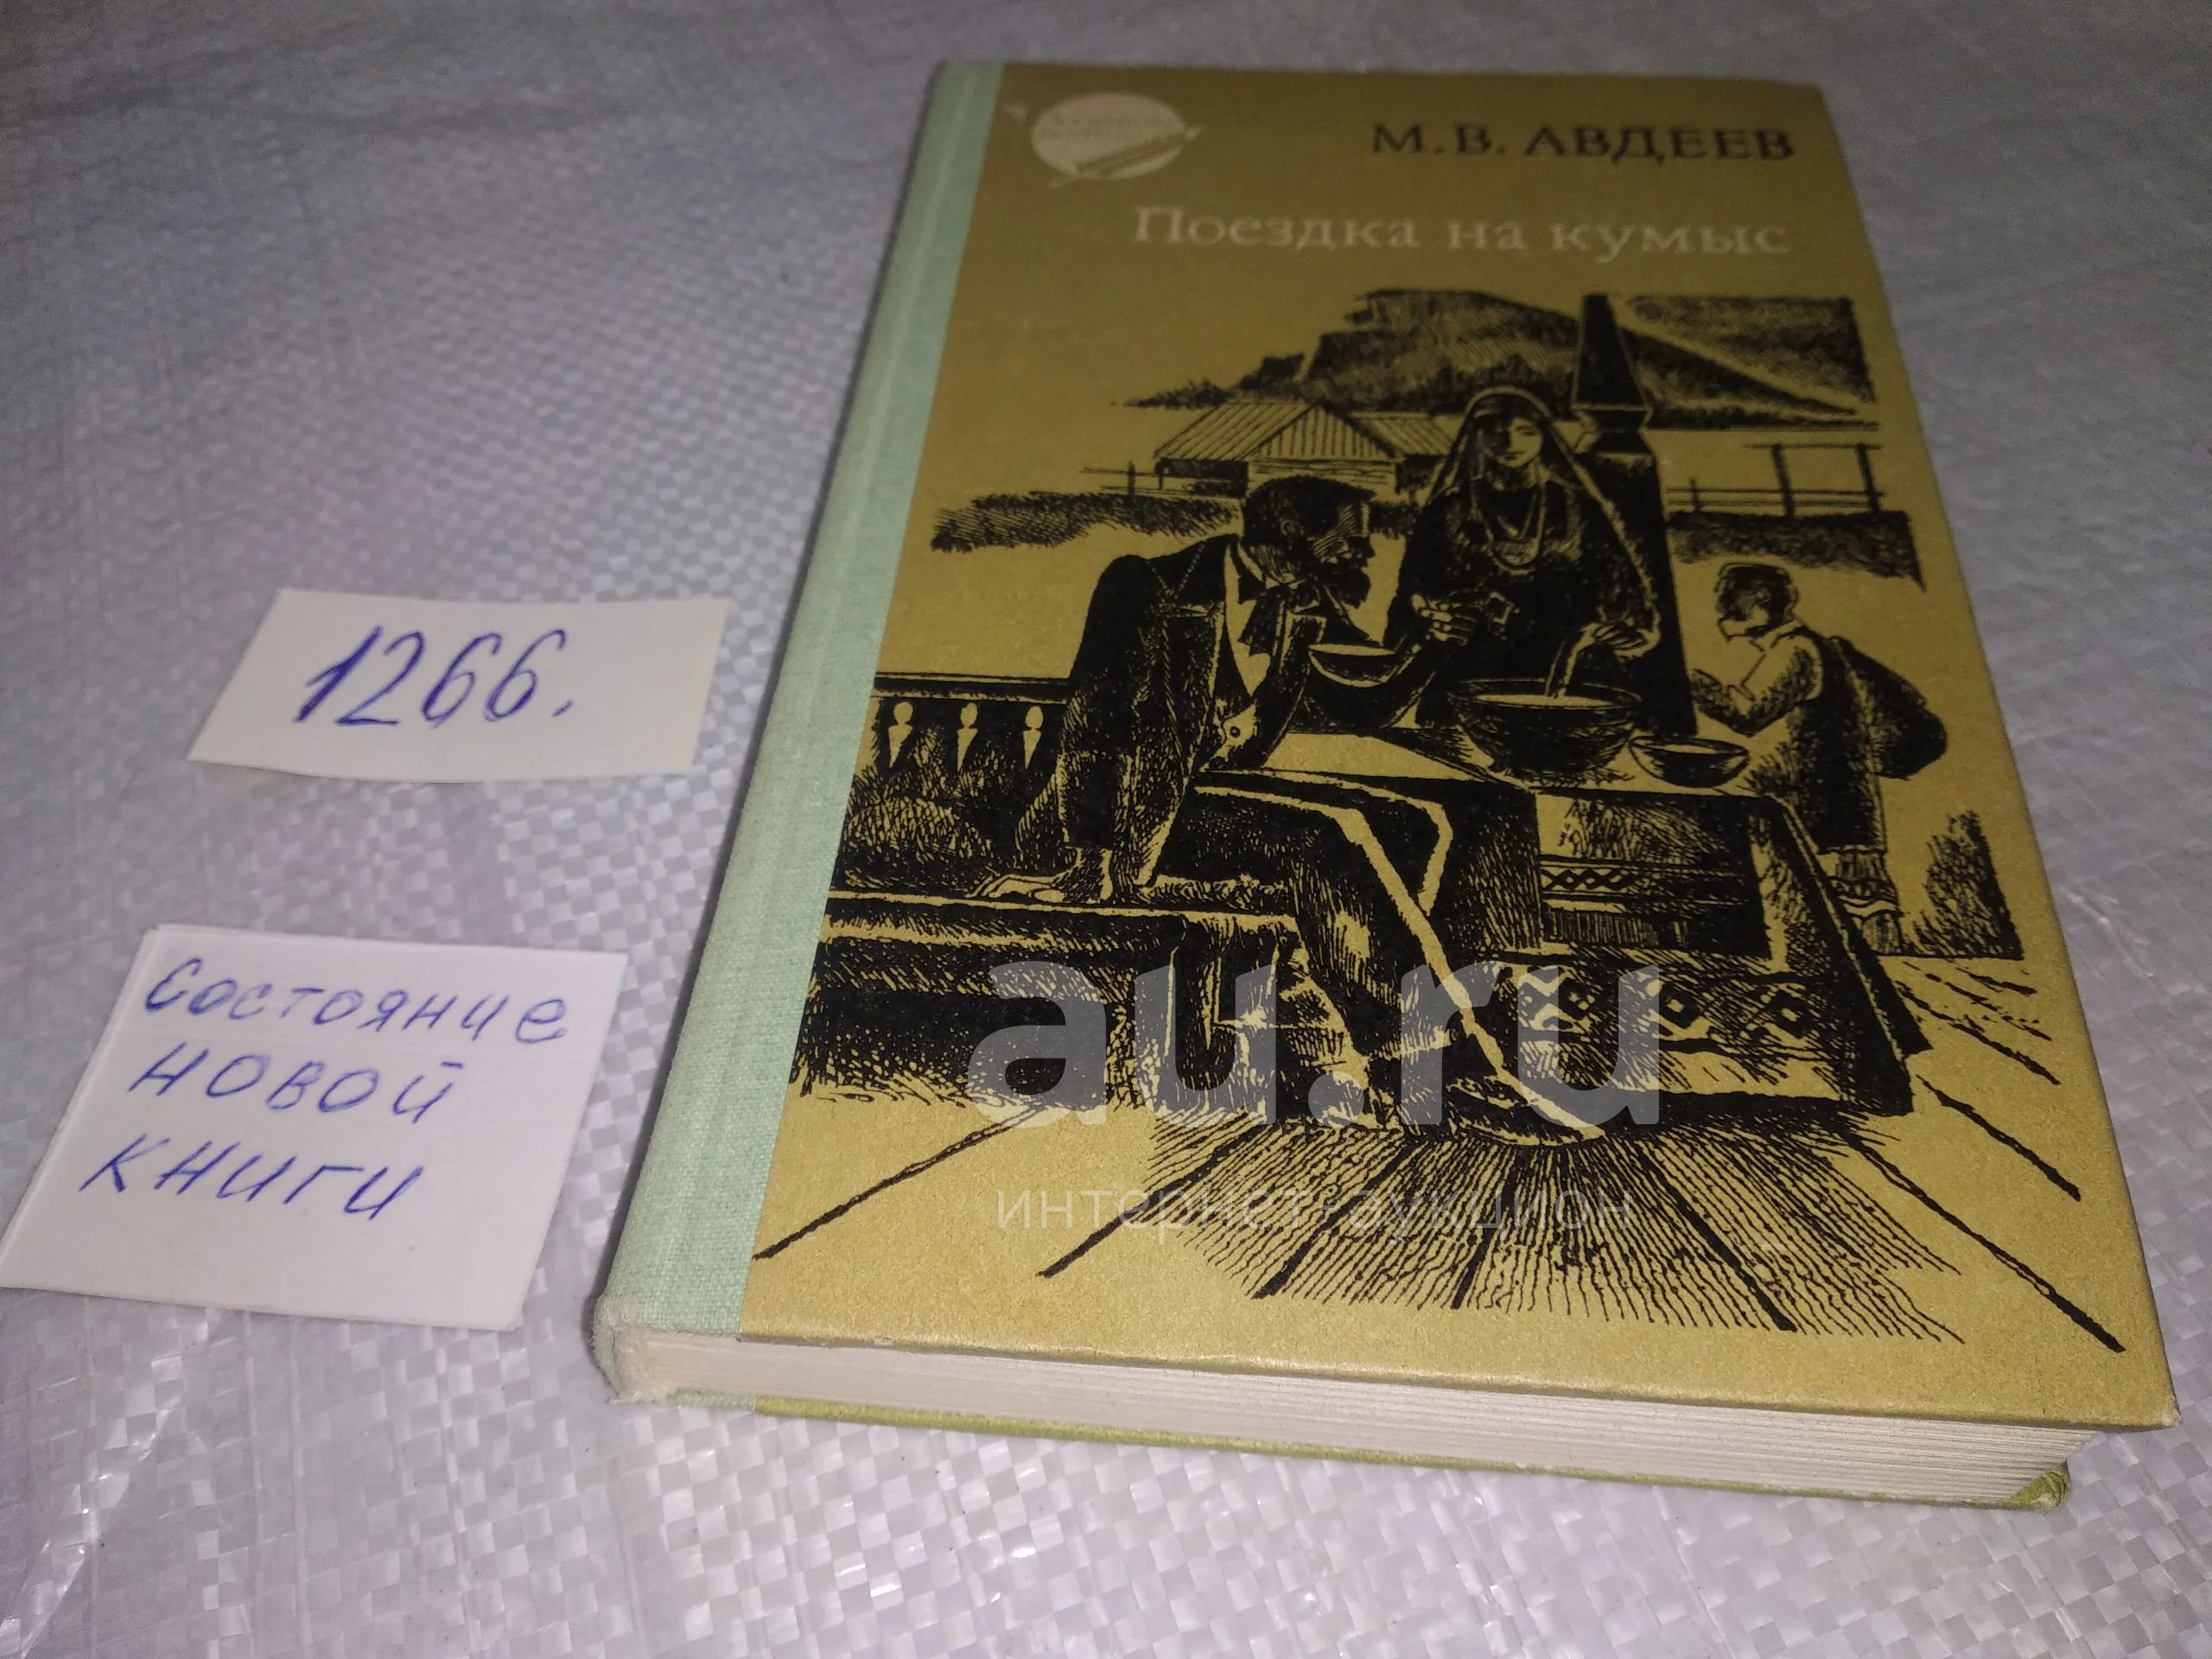 М. В. АВДЕЕВ
Поездка на кумыс
1266.
Состояние
новой
книги
au.ru
интернет-аукцион